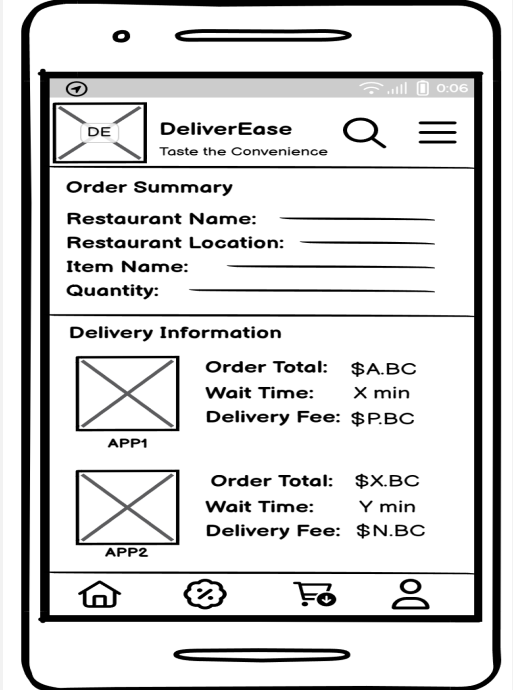 0:06
DE
DeliverEase
Taste the Convenience
Order Summary
Restaurant Name:
Restaurant Location:
Item Name:
Quantity:
Delivery Information
Order Total: $A.BC
Wait Time: X min
Delivery Fee: $P.BC
APP1
Order Total: $X.BC
Wait Time: Y min
Delivery Fee: $N.BC
APP2